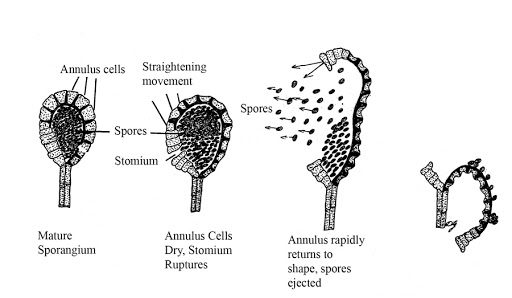 Annulus cells
Straightening
movement
Spores
Spores
Stomium
Mature
Sporangium
Annulus Cells
Dry, Stomium
Ruptures
Annulus rapidly
returns to
shape, spores
ejected